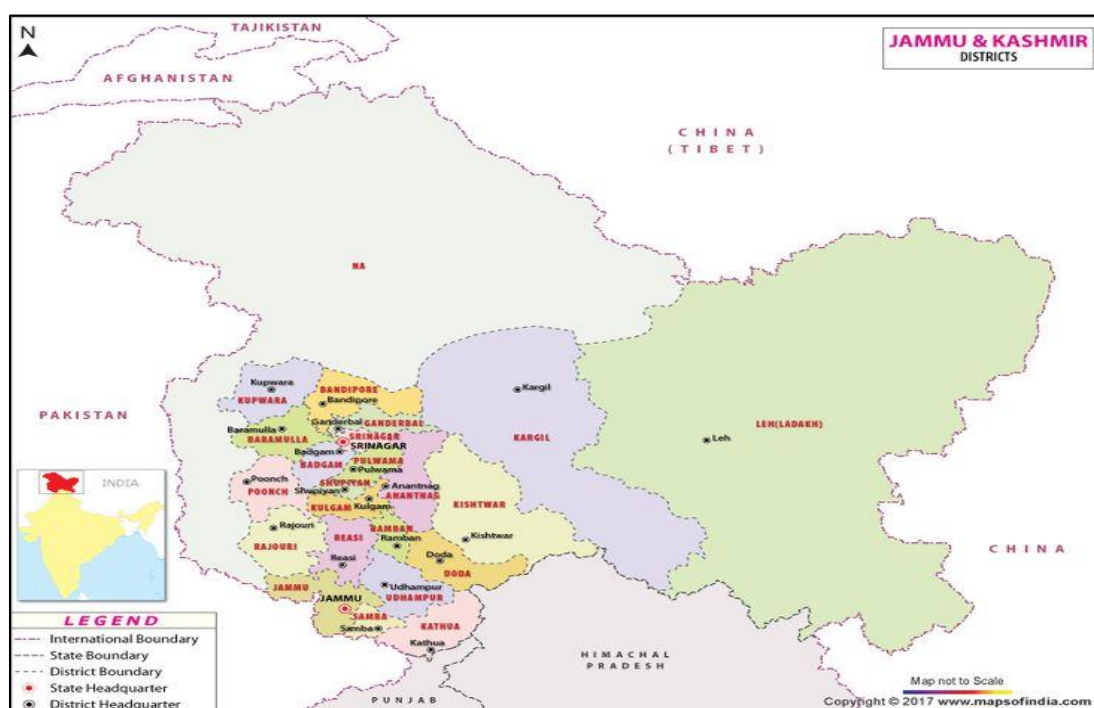 N
TAJIKISTAN
AFGHANISTAN
JAMMU & KASHMIR
DISTRICTS
CHINA
(TIBET)
NA
Kupwara
KUPWARA
BANDIPORE
Bandipore
Kargil
KARGIL
PAKISTAN
Ganderbal
GANDERBAL
Baramulla
BARAMULLA
SRINAGAR
SRINAGAR
Badgam
BADGAM
PULWAMA
Pulwama
LEH(LADAKH)
Leh
Poonch
POONCH
SHUPIYAN
Shupiyan
Anantnag
ANANTNAG
KULGAM
Kulgam
KISHTWAR
Kishtwar
INDIA
Rajouri
RAJOURI
REASI
Reasi
RAMBAN
Ramban
Doda
DODA
CHINA
JAMMU
JAMMU
Udhampur
UDHAMPUR
SAMBA
Samba
KATHUA
Kathua
HIMACHAL
PRADESH
PUNJAB
LEGEND
International Boundary
State Boundary
District Boundary
State Headquarter
District Headquarter
Map not to Scale
Copyright © 2017 www.mapsofindia.com